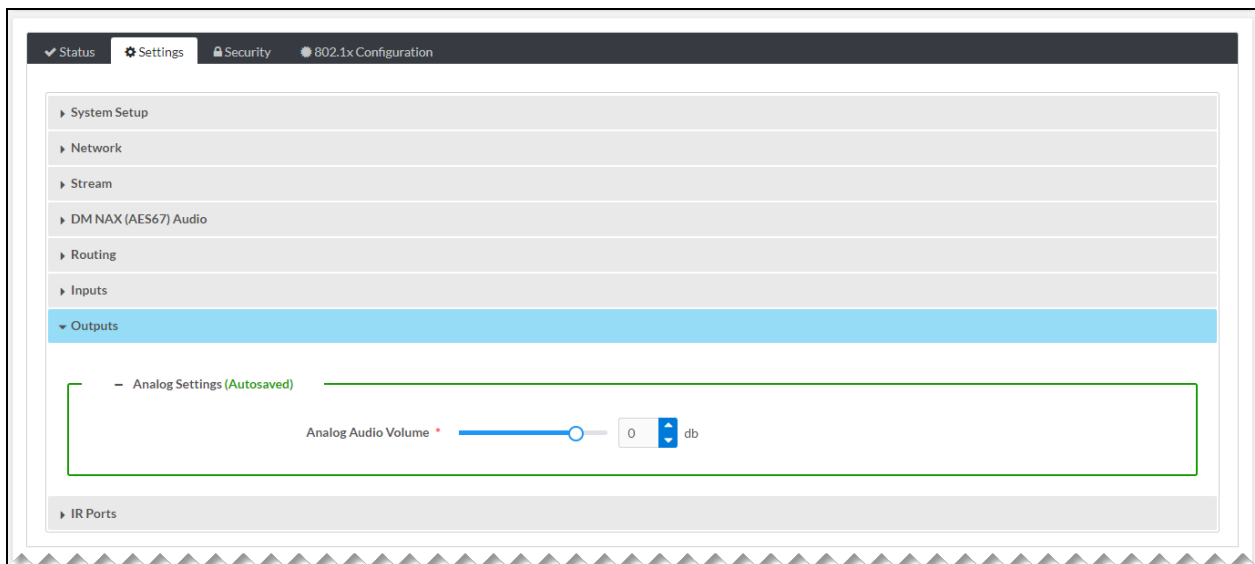 Status Settings Security 802.1x Configuration
System Setup
Network
Stream
DM NAX (AES67) Audio
Routing
Inputs
Outputs
– Analog Settings (Autosaved)
Analog Audio Volume * 0 db
IR Ports